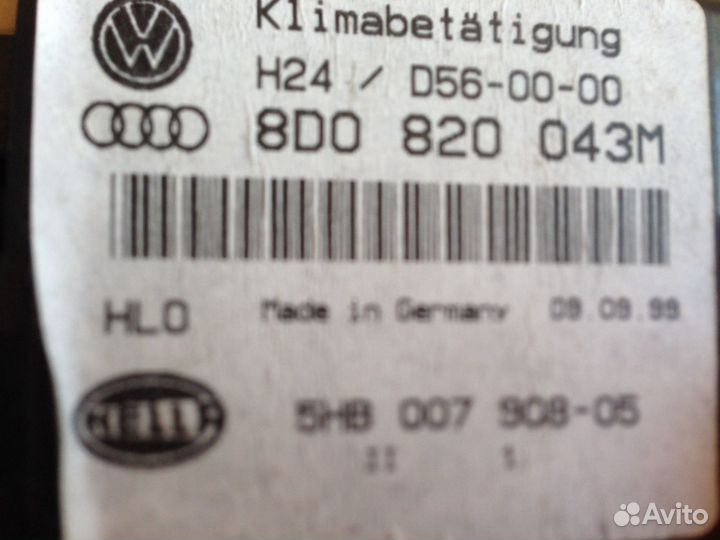 Klimabetätigung
H24 / D56-00-00
8D0 820 043M
HLO Made in Germany 09.09.99
HELLA
5HB 007 908-05
Avito